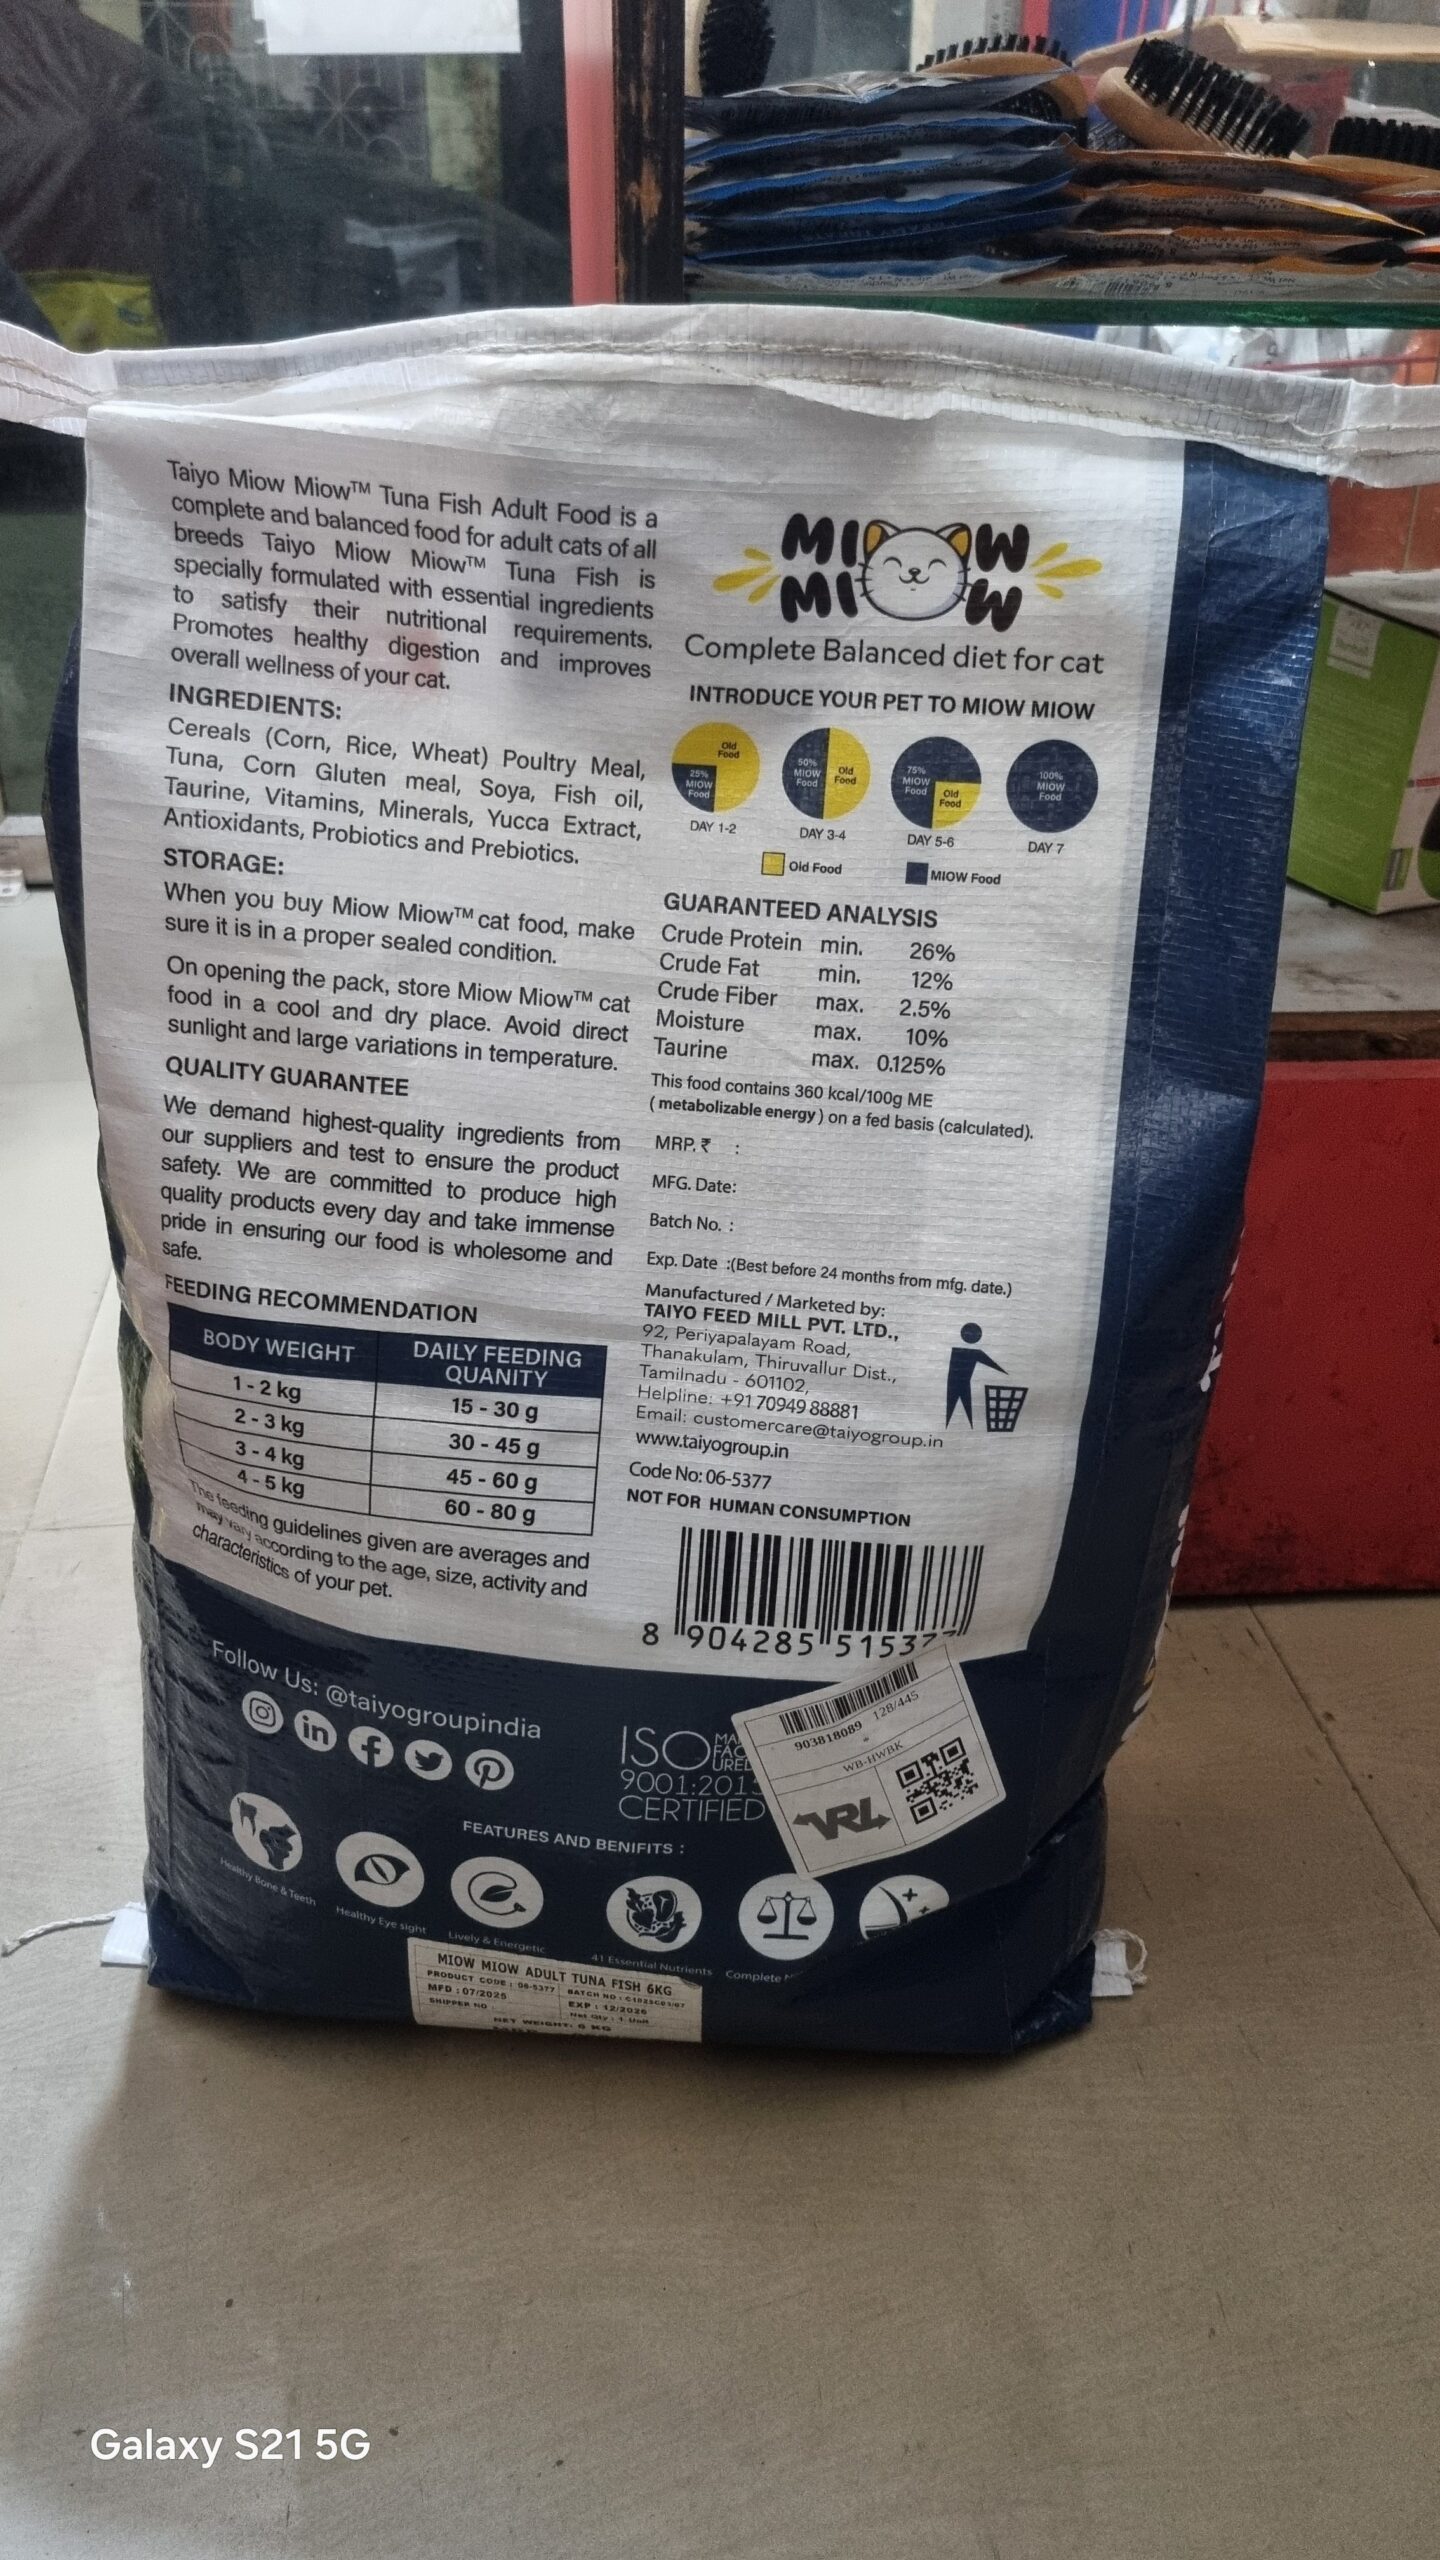 Taiyo Miow Miow™ Tuna Fish Adult Food is a
complete and balanced food for adult cats of all
breeds Taiyo Miow Miow™ Tuna Fish is
specially formulated with essential ingredients
to satisfy their nutritional requirements.
Promotes healthy digestion and improves
overall wellness of your cat.
INGREDIENTS:
Cereals (Corn, Rice, Wheat) Poultry Meal,
Tuna, Corn Gluten meal, Soya, Fish oil,
Taurine, Vitamins, Minerals, Yucca Extract,
Antioxidants, Probiotics and Prebiotics.
STORAGE:
When you buy Miow Miow™ cat food, make
sure it is in a proper sealed condition.
On opening the pack, store Miow Miow™ cat
food in a cool and dry place. Avoid direct
sunlight and large variations in temperature.
QUALITY GUARANTEE
We demand highest-quality ingredients from
our suppliers and test to ensure the product
safety. We are committed to produce high
quality products every day and take immense
pride in ensuring our food is wholesome and
safe.
FEEDING RECOMMENDATION
BODY WEIGHT DAILY FEEDING QUANITY
1 - 2 kg 15 - 30 g
2 - 3 kg 30 - 45 g
3 - 4 kg 45 - 60 g
4 - 5 kg 60 - 80 g
The feeding guidelines given are averages and
may vary according to the age, size, activity and
characteristics of your pet.
MIOW
MIOW
Complete Balanced diet for cat
INTRODUCE YOUR PET TO MIOW MIOW
Old Food 25% MIOW Food
50% MIOW Food Old Food
75% MIOW Food Old Food
100% MIOW Food
DAY 1-2 DAY 3-4 DAY 5-6 DAY 7
Old Food MIOW Food
GUARANTEED ANALYSIS
Crude Protein min. 26%
Crude Fat min. 12%
Crude Fiber max. 2.5%
Moisture max. 10%
Taurine max. 0.125%
This food contains 360 kcal/100g ME
( metabolizable energy ) on a fed basis (calculated).
MRP. ₹ :
MFG. Date:
Batch No. :
Exp. Date :(Best before 24 months from mfg. date.)
Manufactured / Marketed by:
TAIYO FEED MILL PVT. LTD.,
92, Periyapalayam Road,
Thanakulam, Thiruvallur Dist.,
Tamilnadu - 601102,
Helpline: +91 70949 88881
Email: customercare@taiyogroup.in
www.taiyogroup.in
Code No: 06-5377
NOT FOR HUMAN CONSUMPTION
8 904285 515377
Follow Us: @taiyogroupindia
ISO
9001:2015
CERTIFIED
903818089 128/445
WB-HWBK
VRL
FEATURES AND BENIFITS :
Healthy Bone & Teeth
Healthy Eye sight
Lively & Energetic
41 Essential Nutrients
Complete
MIOW MIOW ADULT TUNA FISH 6KG
PRODUCT CODE : 06-5377 BATCH NO :
MFD : 07/2025 EXP : 12/2026
SHIPPER NO Net Qty : 1 Unit
NET WEIGHT: 6 KG
Galaxy S21 5G